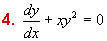 4. dy/dx + xy² = 0